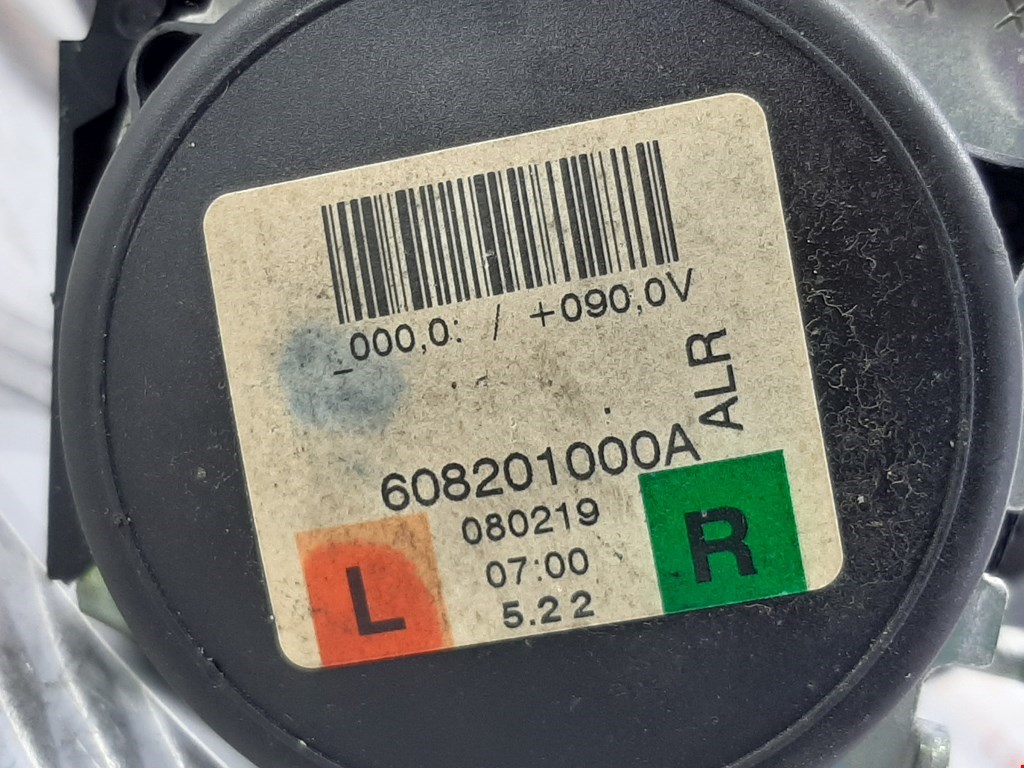 _000,0: / +090,0V
ALR
608201000A
080219
07:00
5.22
L
R